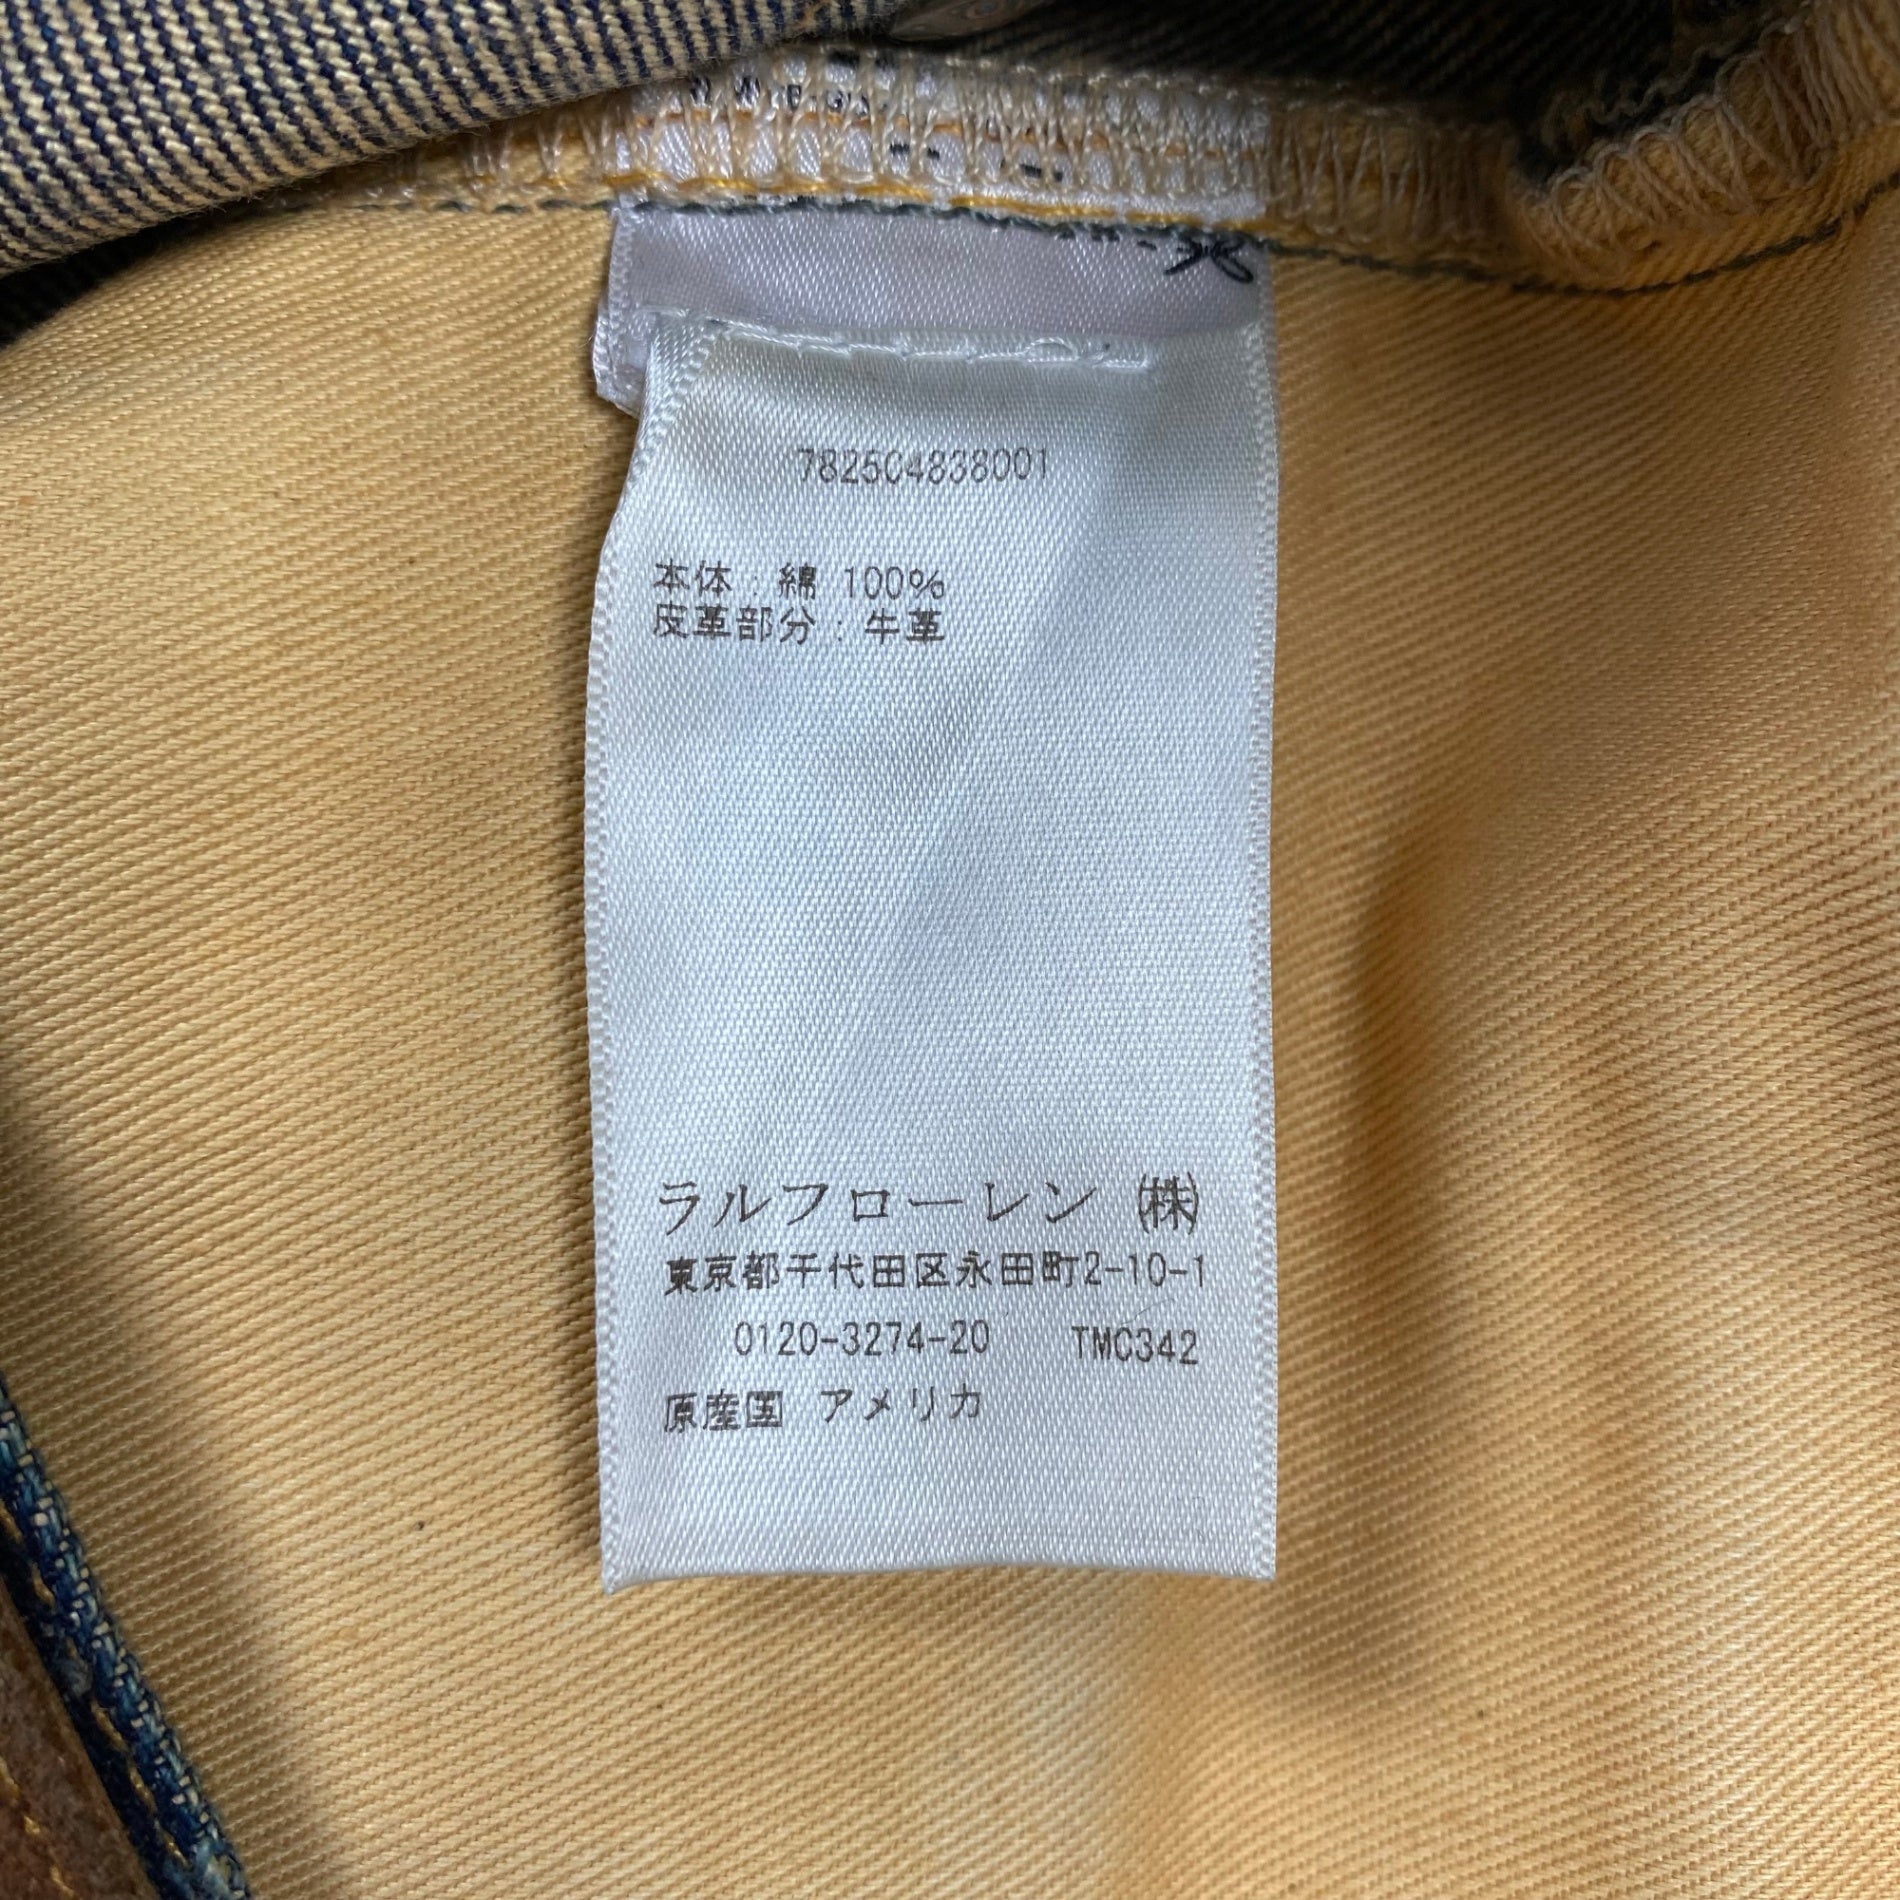 782504838001
本体:綿 100%
皮革部分:牛革
ラルフローレン ㈱
東京都千代田区永田町2-10-1
0120-3274-20 TMC342
原産国 アメリカ